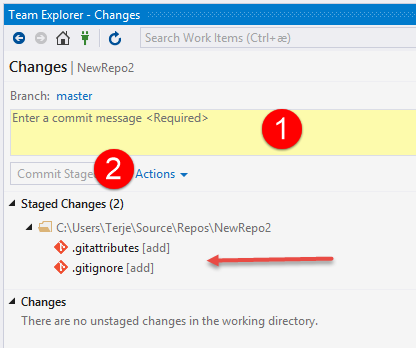 Team Explorer - Changes
Search Work Items (Ctrl+æ)
Changes | NewRepo2
Branch: master
Enter a commit message <Required>
1
Commit Stage
2
Actions
Staged Changes (2)
C:\Users\Terje\Source\Repos\NewRepo2
.gitattributes [add]
.gitignore [add]
Changes
There are no unstaged changes in the working directory.